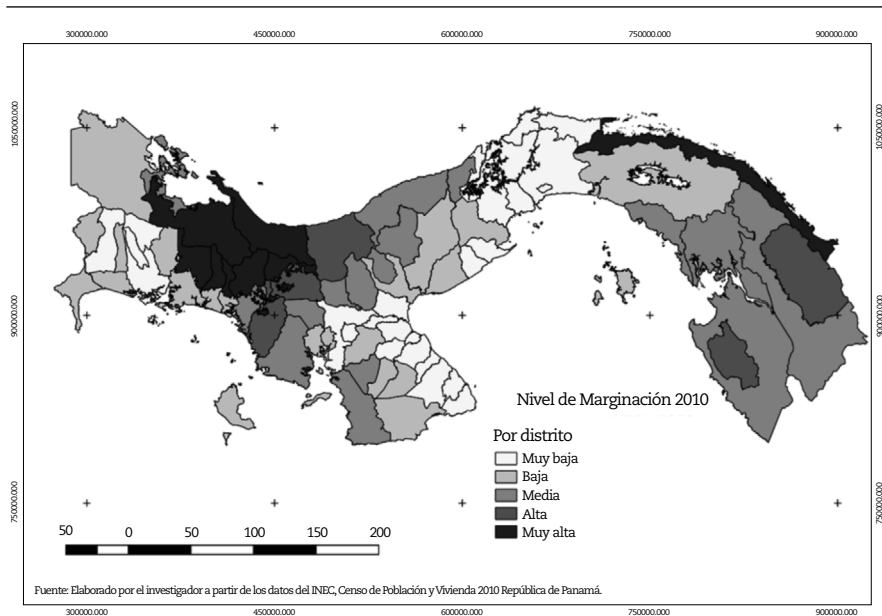 300000.000 450000.000 600000.000 750000.000 900000.000
1050000.000 1050000.000
900000.000 900000.000
750000.000 750000.000
Nivel de Marginación 2010
Por distrito
Muy baja
Baja
Media
Alta
Muy alta
50 0 50 100 150 200
Fuente: Elaborado por el investigador a partir de los datos del INEC, Censo de Población y Vivienda 2010 República de Panamá.
300000.000 450000.000 600000.000 750000.000 900000.000